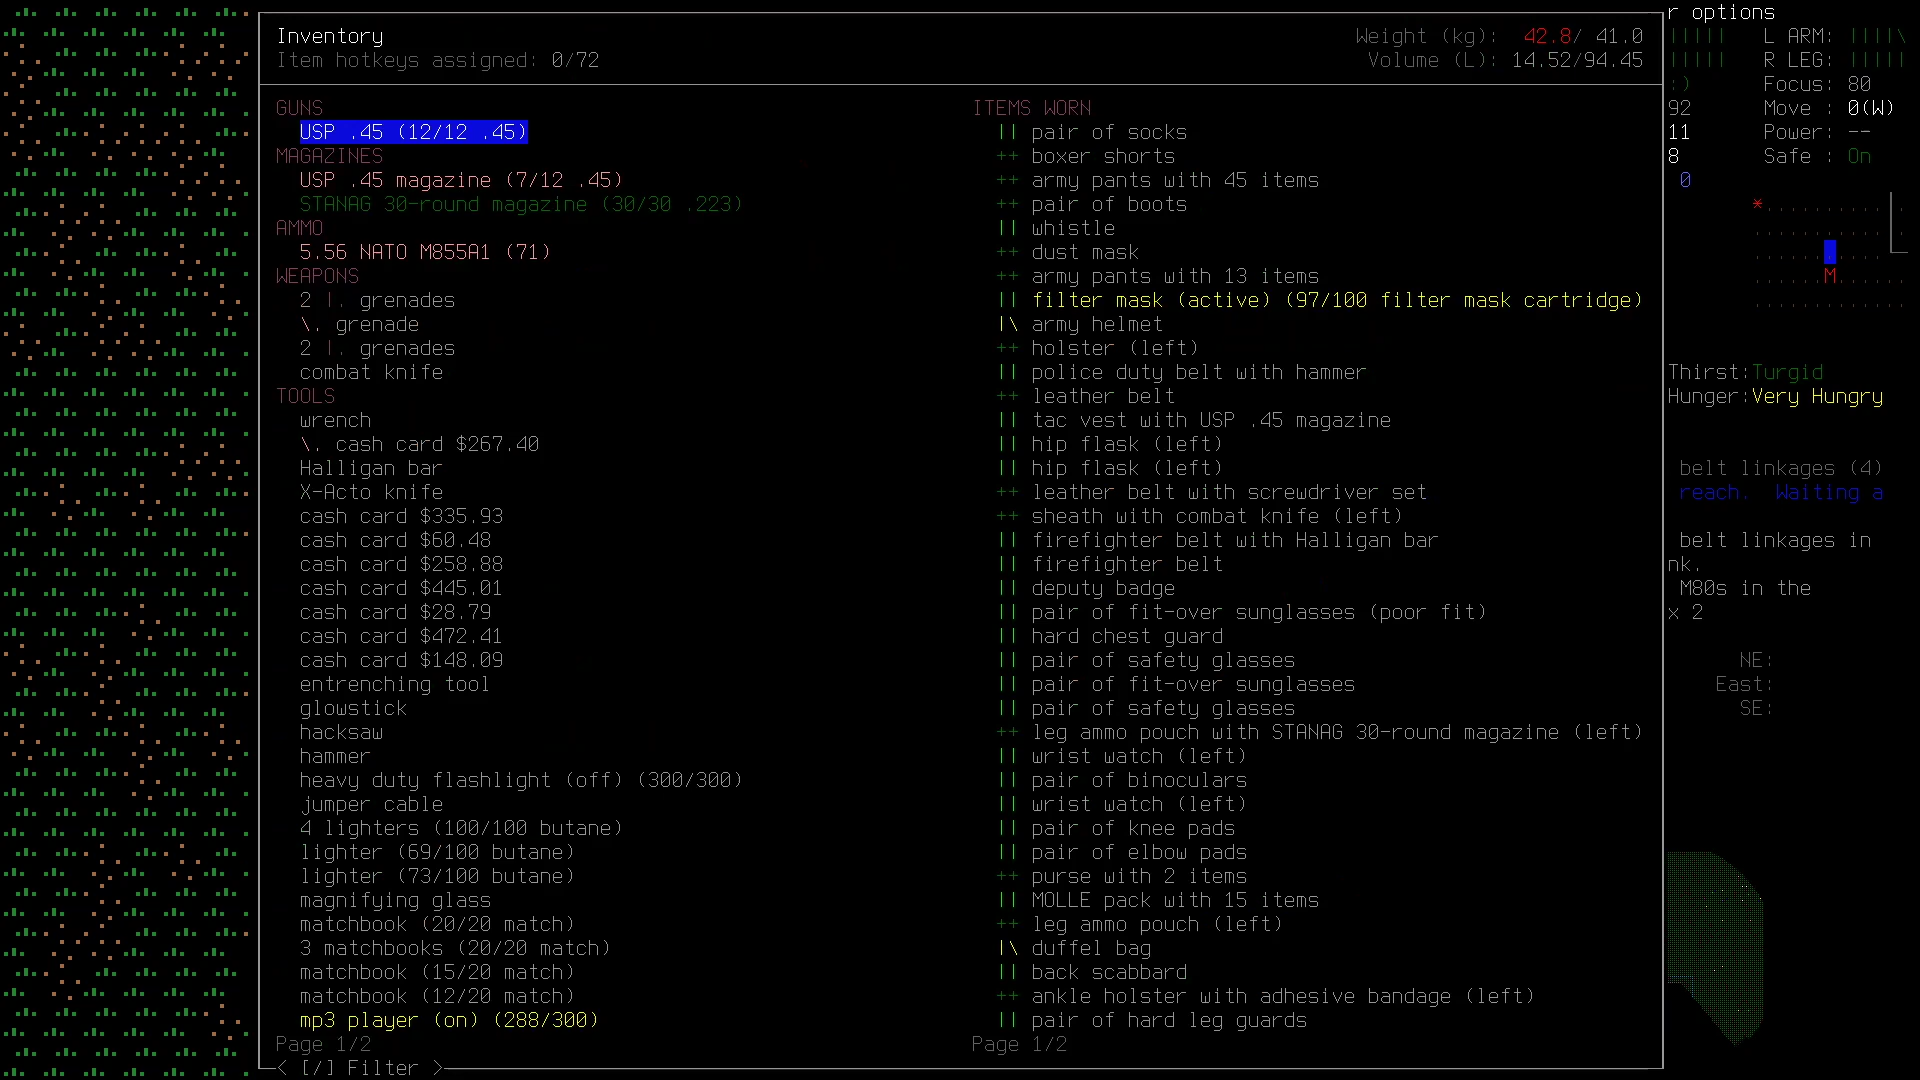 r options
Inventory
Weight (kg): 42.8/ 41.0
Item hotkeys assigned: 0/72
Volume (L): 14.52/94.45
GUNS
USP .45 (12/12 .45)
MAGAZINES
USP .45 magazine (7/12 .45)
STANAG 30-round magazine (30/30 .223)
AMMO
5.56 NATO M855A1 (71)
WEAPONS
2 |. grenades
\. grenade
2 |. grenades
combat knife
TOOLS
wrench
\. cash card $267.40
Halligan bar
X-Acto knife
cash card $335.93
cash card $60.48
cash card $258.88
cash card $445.01
cash card $28.79
cash card $472.41
cash card $148.09
entrenching tool
glowstick
hacksaw
hammer
heavy duty flashlight (off) (300/300)
jumper cable
4 lighters (100/100 butane)
lighter (69/100 butane)
lighter (73/100 butane)
magnifying glass
matchbook (20/20 match)
3 matchbooks (20/20 match)
matchbook (15/20 match)
matchbook (12/20 match)
mp3 player (on) (288/300)
Page 1/2
< [/] Filter >
ITEMS WORN
|| pair of socks
++ boxer shorts
++ army pants with 45 items
++ pair of boots
|| whistle
++ dust mask
++ army pants with 13 items
|| filter mask (active) (97/100 filter mask cartridge)
|\ army helmet
++ holster (left)
|| police duty belt with hammer
++ leather belt
|| tac vest with USP .45 magazine
|| hip flask (left)
|| hip flask (left)
++ leather belt with screwdriver set
++ sheath with combat knife (left)
|| firefighter belt with Halligan bar
|| firefighter belt
|| deputy badge
|| pair of fit-over sunglasses (poor fit)
|| hard chest guard
|| pair of safety glasses
|| pair of fit-over sunglasses
|| pair of safety glasses
++ leg ammo pouch with STANAG 30-round magazine (left)
|| wrist watch (left)
|| pair of binoculars
|| wrist watch (left)
|| pair of knee pads
|| pair of elbow pads
++ purse with 2 items
|| MOLLE pack with 15 items
++ leg ammo pouch (left)
|\ duffel bag
|| back scabbard
++ ankle holster with adhesive bandage (left)
|| pair of hard leg guards
Page 1/2
||||| L ARM: ||||\
||||| R LEG: |||||
:) Focus: 80
92 Move : 0(W)
11 Power: --
8 Safe : On
0
*
M
Thirst:Turgid
Hunger:Very Hungry
belt linkages (4)
reach. Waiting a
belt linkages in
nk.
M80s in the
x 2
NE:
East:
SE: